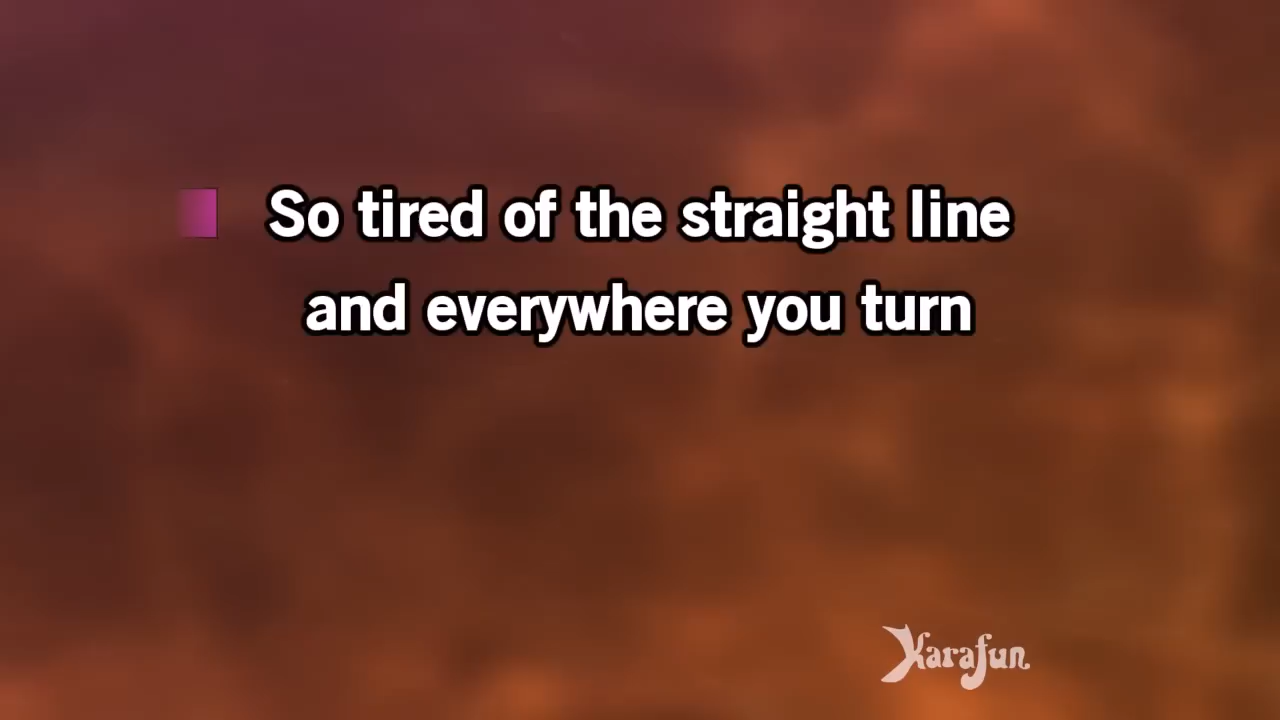 So tired of the straight line
and everywhere you turn
Karafun